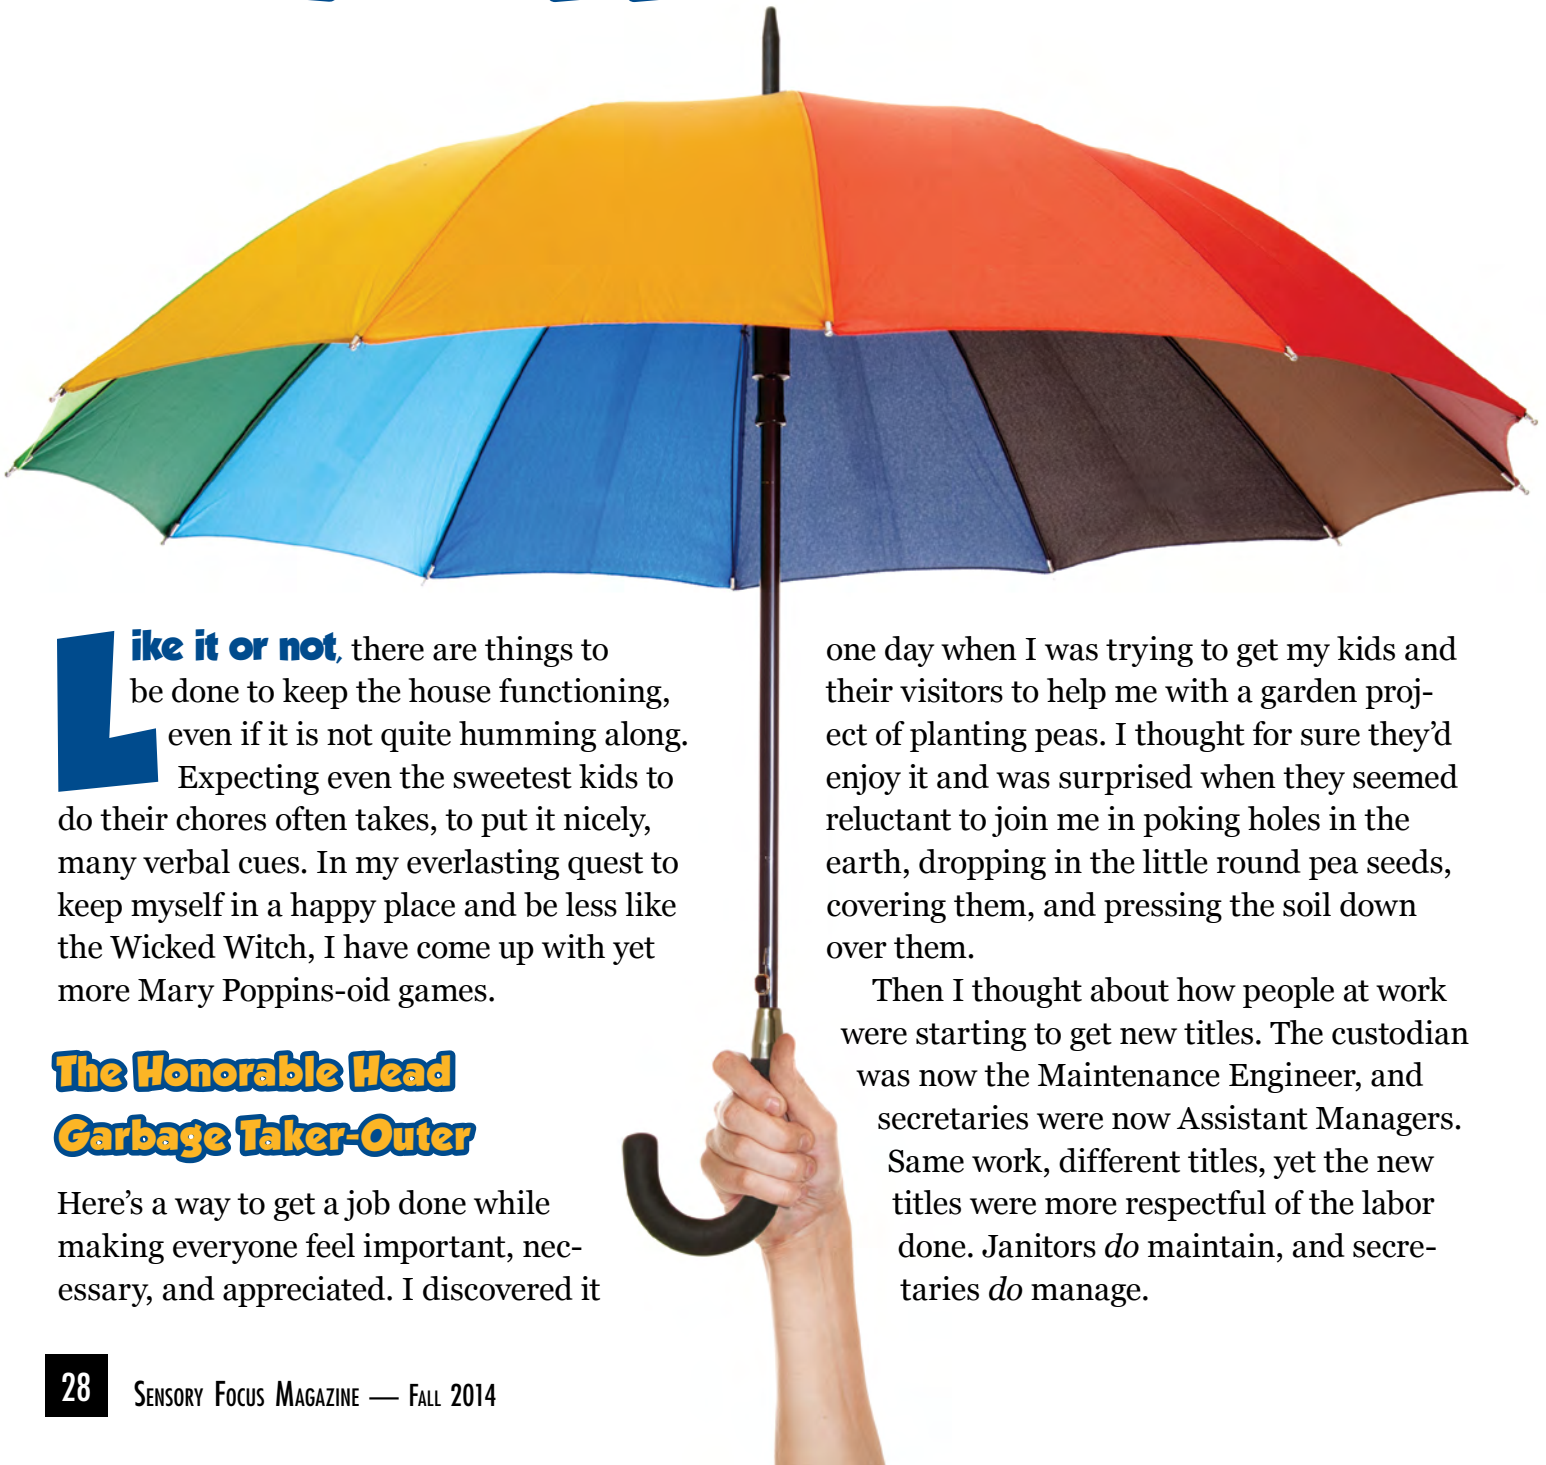 Like it or not, there are things to
be done to keep the house functioning,
even if it is not quite humming along.
Expecting even the sweetest kids to
do their chores often takes, to put it nicely,
many verbal cues. In my everlasting quest to
keep myself in a happy place and be less like
the Wicked Witch, I have come up with yet
more Mary Poppins-oid games.
The Honorable Head
Garbage Taker-Outer
Here’s a way to get a job done while
making everyone feel important, nec-
essary, and appreciated. I discovered it
one day when I was trying to get my kids and
their visitors to help me with a garden proj-
ect of planting peas. I thought for sure they’d
enjoy it and was surprised when they seemed
reluctant to join me in poking holes in the
earth, dropping in the little round pea seeds,
covering them, and pressing the soil down
over them.
Then I thought about how people at work
were starting to get new titles. The custodian
was now the Maintenance Engineer, and
secretaries were now Assistant Managers.
Same work, different titles, yet the new
titles were more respectful of the labor
done. Janitors do maintain, and secre-
taries do manage.
28 Sensory Focus Magazine — Fall 2014